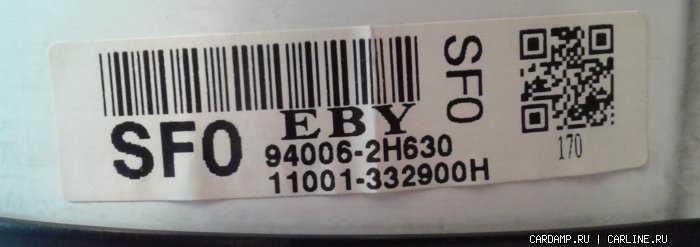 SF0
EBY
94006-2H630
11001-332900H
SF0
170
CARDAMP.RU | CARLINE.RU